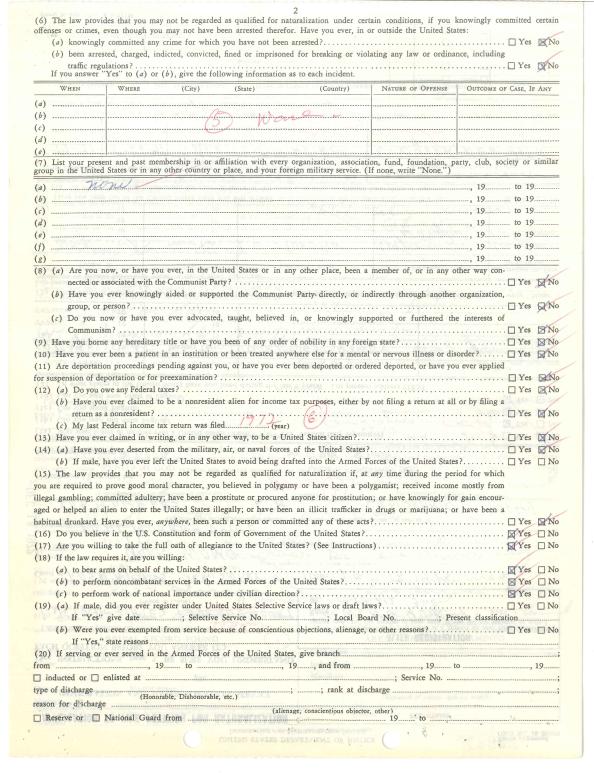 2
(6) The law provides that you may not be regarded as qualified for naturalization under certain conditions, if you knowingly committed certain
offenses or crimes, even though you may not have been arrested therefor. Have you ever, in or outside the United States:
(a) knowingly committed any crime for which you have not been arrested? ☐ Yes ☒ No
(b) been arrested, charged, indicted, convicted, fined or imprisoned for breaking or violating any law or ordinance, including
traffic regulations? ☐ Yes ☒ No
If you answer "Yes" to (a) or (b), give the following information as to each incident.
WHEN WHERE (City) (State) (Country) NATURE OF OFFENSE OUTCOME OF CASE, IF ANY
(a)
(b) 5 None
(c)
(d)
(e)
(7) List your present and past membership in or affiliation with every organization, association, fund, foundation, party, club, society or similar
group in the United States or in any other country or place, and your foreign military service. (If none, write "None.")
(a) none , 19 to 19
(b) , 19 to 19
(c) , 19 to 19
(d) , 19 to 19
(e) , 19 to 19
(f) , 19 to 19
(g) , 19 to 19
(8) (a) Are you now, or have you ever, in the United States or in any other place, been a member of, or in any other way con-
nected or associated with the Communist Party? ☐ Yes ☒ No
(b) Have you ever knowingly aided or supported the Communist Party directly, or indirectly through another organization,
group, or person? ☐ Yes ☒ No
(c) Do you now or have you ever advocated, taught, believed in, or knowingly supported or furthered the interests of
Communism? ☐ Yes ☒ No
(9) Have you borne any hereditary title or have you been of any order of nobility in any foreign state? ☐ Yes ☒ No
(10) Have you ever been a patient in an institution or been treated anywhere else for a mental or nervous illness or disorder? ☐ Yes ☒ No
(11) Are deportation proceedings pending against you, or have you ever been deported or ordered deported, or have you ever applied
for suspension of deportation or for preexamination? ☐ Yes ☒ No
(12) (a) Do you owe any Federal taxes? ☐ Yes ☒ No
(b) Have you ever claimed to be a nonresident alien for income tax purposes, either by not filing a return at all or by filing a
return as a nonresident? ☐ Yes ☒ No
(c) My last Federal income tax return was filed 1972 (year) 6
(13) Have you ever claimed in writing, or in any other way, to be a United States citizen? ☐ Yes ☒ No
(14) (a) Have you ever deserted from the military, air, or naval forces of the United States? ☐ Yes ☒ No
(b) If male, have you ever left the United States to avoid being drafted into the Armed Forces of the United States? ☐ Yes ☐ No
(15) The law provides that you may not be regarded as qualified for naturalization if, at any time during the period for which
you are required to prove good moral character, you believed in polygamy or have been a polygamist; received income mostly from
illegal gambling; committed adultery; have been a prostitute or procured anyone for prostitution; or have knowingly for gain encour-
aged or helped an alien to enter the United States illegally; or have been an illicit trafficker in drugs or marijuana; or have been a
habitual drunkard. Have you ever, anywhere, been such a person or committed any of these acts? ☐ Yes ☒ No
(16) Do you believe in the U.S. Constitution and form of Government of the United States? ☒ Yes ☐ No
(17) Are you willing to take the full oath of allegiance to the United States? (See Instructions) ☒ Yes ☐ No
(18) If the law requires it, are you willing:
(a) to bear arms on behalf of the United States? ☒ Yes ☐ No
(b) to perform noncombatant services in the Armed Forces of the United States? ☒ Yes ☐ No
(c) to perform work of national importance under civilian direction? ☒ Yes ☐ No
(19) (a) If male, did you ever register under United States Selective Service laws or draft laws? ☐ Yes ☐ No
If "Yes" give date ; Selective Service No. ; Local Board No. ; Present classification
(b) Were you ever exempted from service because of conscientious objections, alienage, or other reasons? ☐ Yes ☐ No
If "Yes," state reasons
(20) If serving or ever served in the Armed Forces of the United States, give branch ;
from , 19 to , 19 , and from , 19 to , 19
☐ inducted or ☐ enlisted at ; Service No. ;
type of discharge ; rank at discharge ;
(Honorable, Dishonorable, etc.)
reason for discharge
(alienage, conscientious objector, other)
☐ Reserve or ☐ National Guard from 19 to